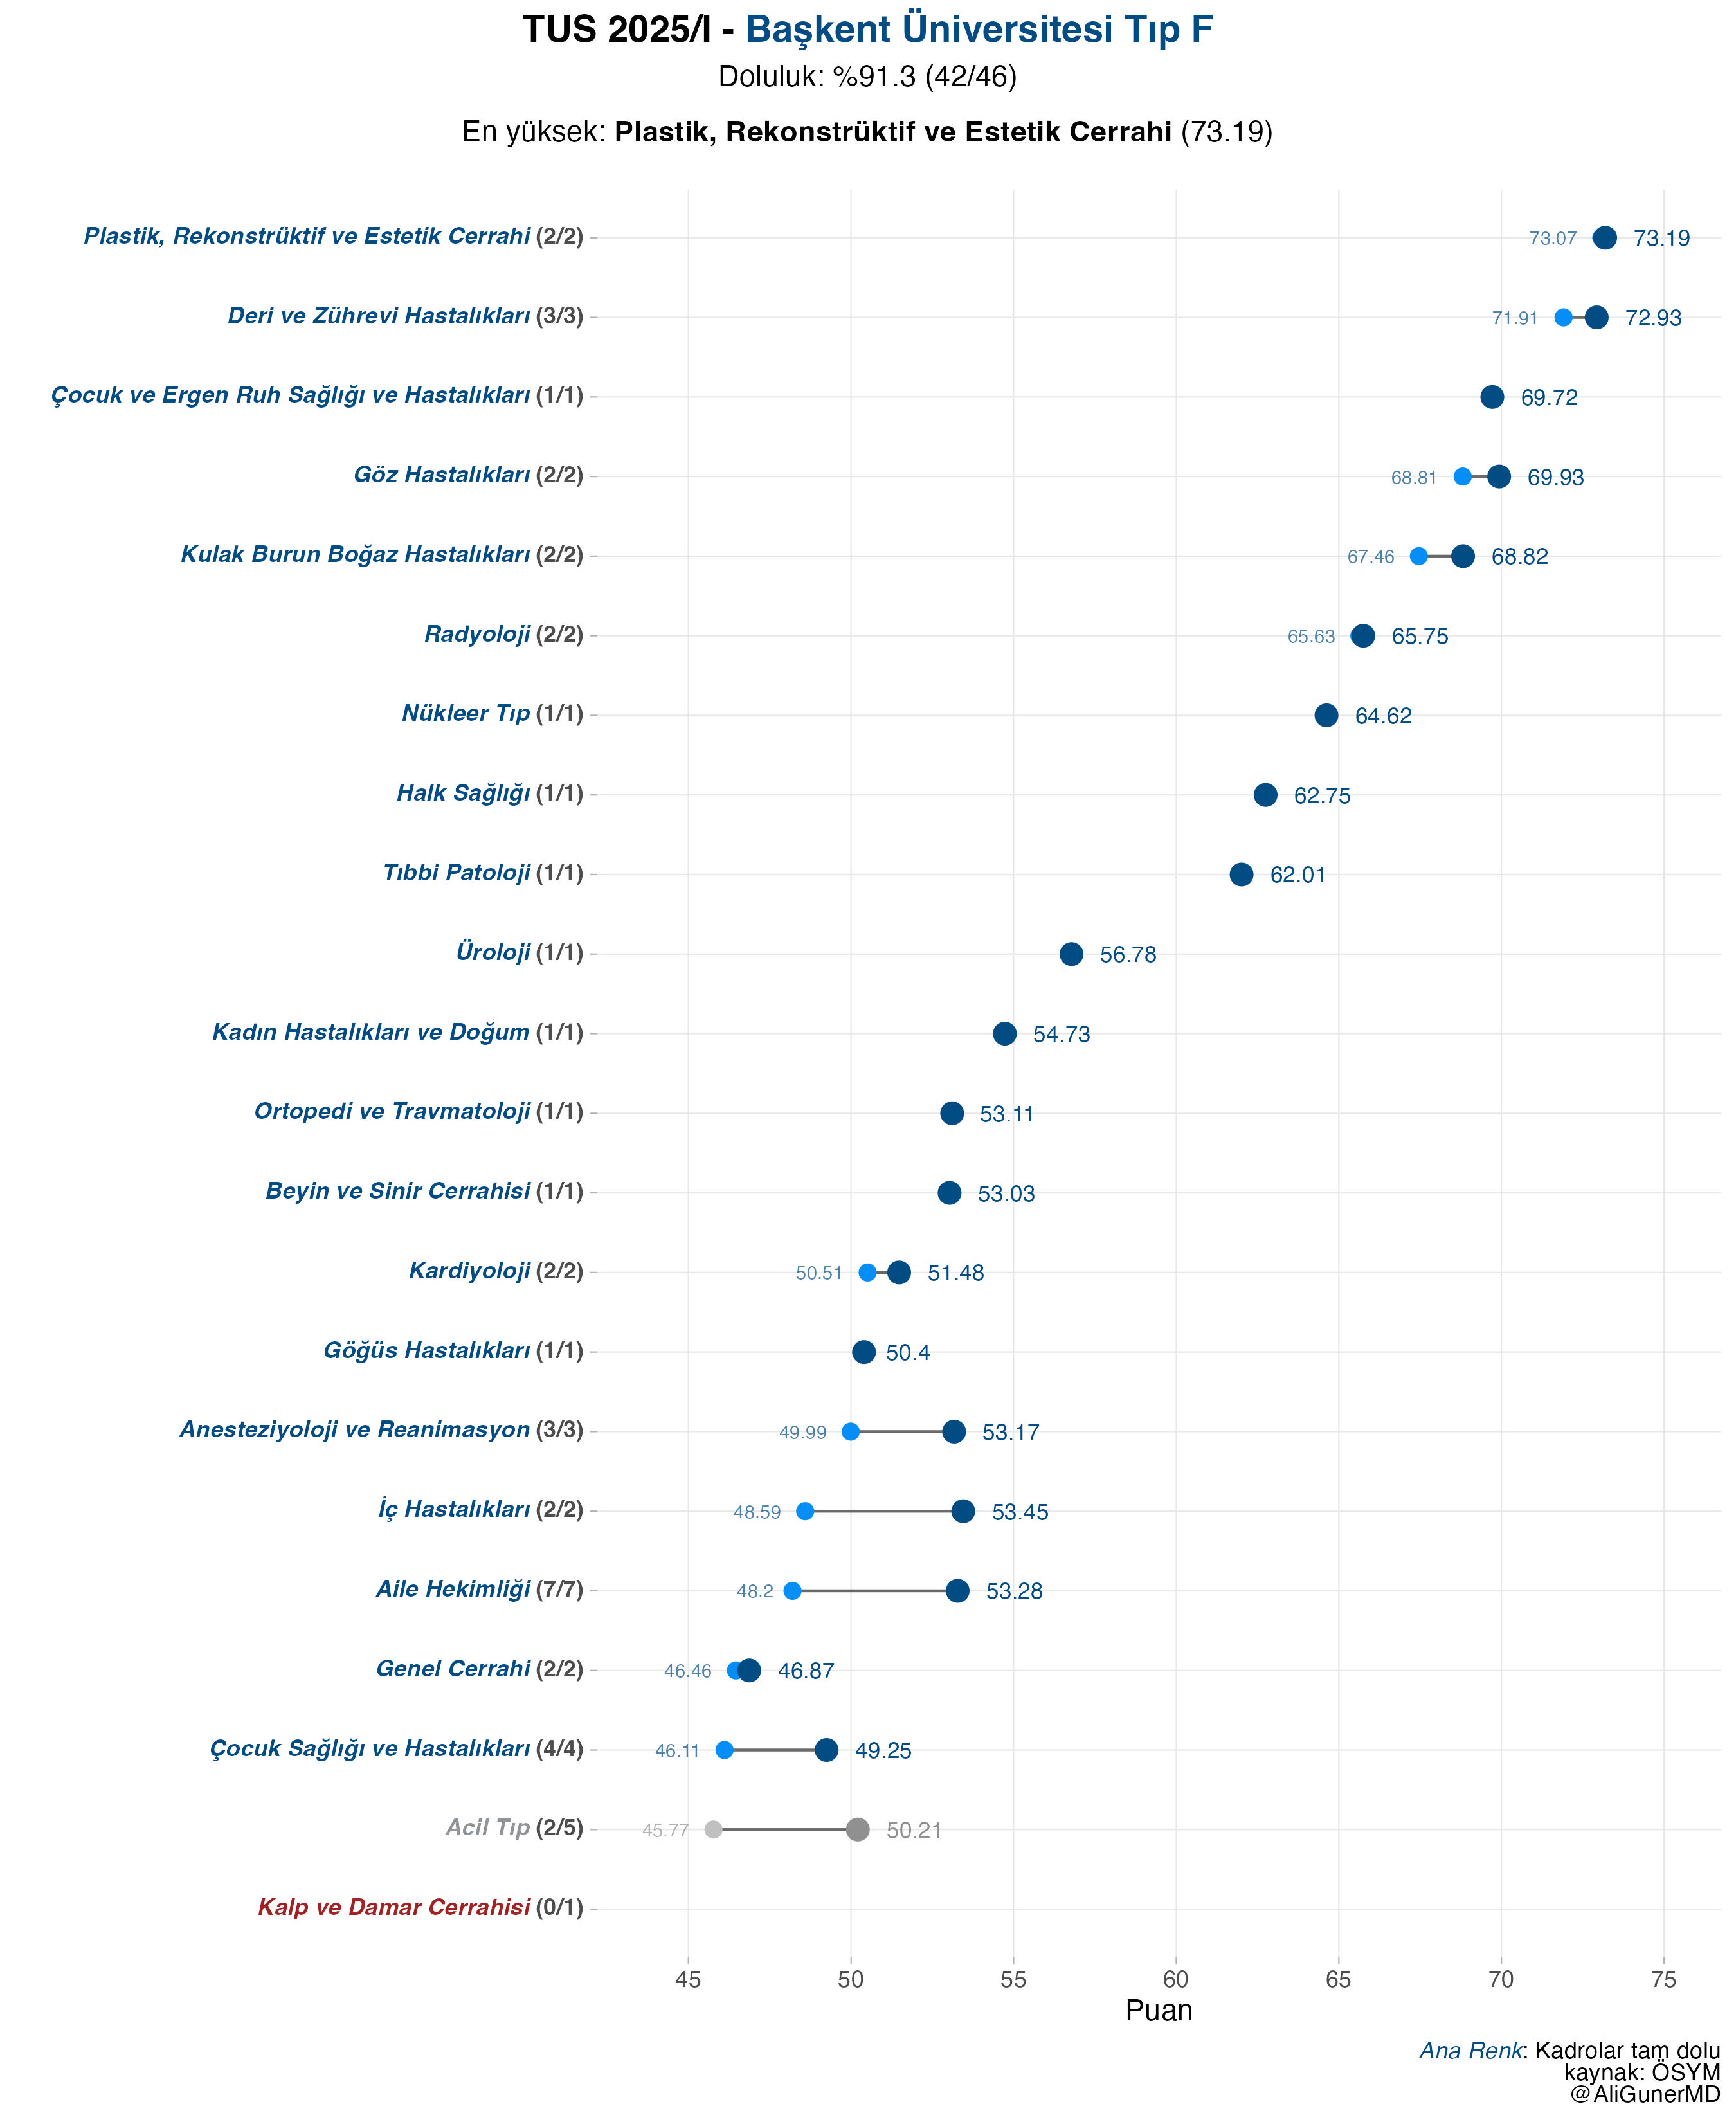 TUS 2025/I - Başkent Üniversitesi Tıp F
Doluluk: %91.3 (42/46)
En yüksek: Plastik, Rekonstrüktif ve Estetik Cerrahi (73.19)
Plastik, Rekonstrüktif ve Estetik Cerrahi (2/2) 73.07 73.19
Deri ve Zührevi Hastalıkları (3/3) 71.91 72.93
Çocuk ve Ergen Ruh Sağlığı ve Hastalıkları (1/1) 69.72
Göz Hastalıkları (2/2) 68.81 69.93
Kulak Burun Boğaz Hastalıkları (2/2) 67.46 68.82
Radyoloji (2/2) 65.63 65.75
Nükleer Tıp (1/1) 64.62
Halk Sağlığı (1/1) 62.75
Tıbbi Patoloji (1/1) 62.01
Üroloji (1/1) 56.78
Kadın Hastalıkları ve Doğum (1/1) 54.73
Ortopedi ve Travmatoloji (1/1) 53.11
Beyin ve Sinir Cerrahisi (1/1) 53.03
Kardiyoloji (2/2) 50.51 51.48
Göğüs Hastalıkları (1/1) 50.4
Anesteziyoloji ve Reanimasyon (3/3) 49.99 53.17
İç Hastalıkları (2/2) 48.59 53.45
Aile Hekimliği (7/7) 48.2 53.28
Genel Cerrahi (2/2) 46.46 46.87
Çocuk Sağlığı ve Hastalıkları (4/4) 46.11 49.25
Acil Tıp (2/5) 45.77 50.21
Kalp ve Damar Cerrahisi (0/1)
45 50 55 60 65 70 75
Puan
Ana Renk: Kadrolar tam dolu
kaynak: ÖSYM
@AliGunerMD